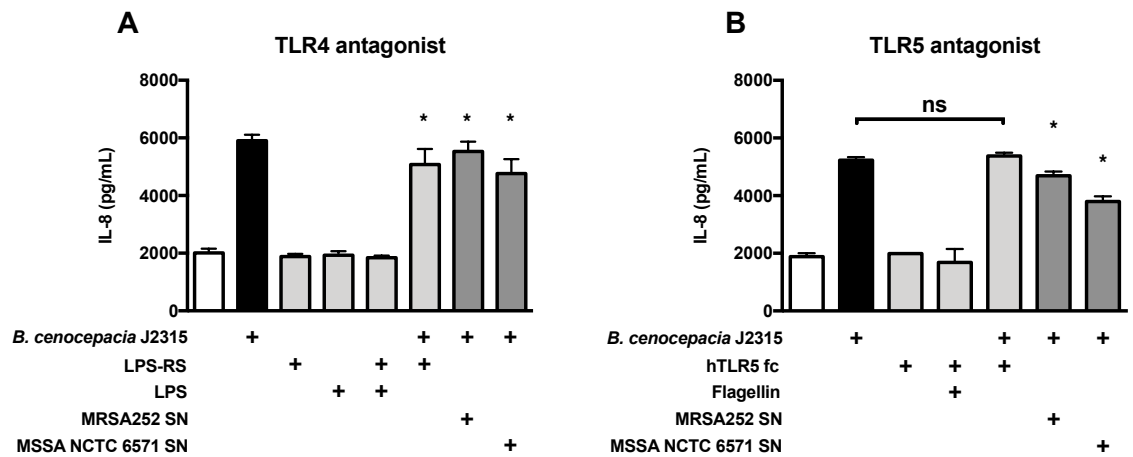 A
TLR4 antagonist
8000
6000
4000
2000
0
IL-8 (pg/mL)
* * *
B. cenocepacia J2315 + + + +
LPS-RS + + +
LPS + +
MRSA252 SN +
MSSA NCTC 6571 SN +
B
TLR5 antagonist
8000
6000
4000
2000
0
IL-8 (pg/mL)
ns
*
*
B. cenocepacia J2315 + + + +
hTLR5 fc + + +
Flagellin +
MRSA252 SN +
MSSA NCTC 6571 SN +